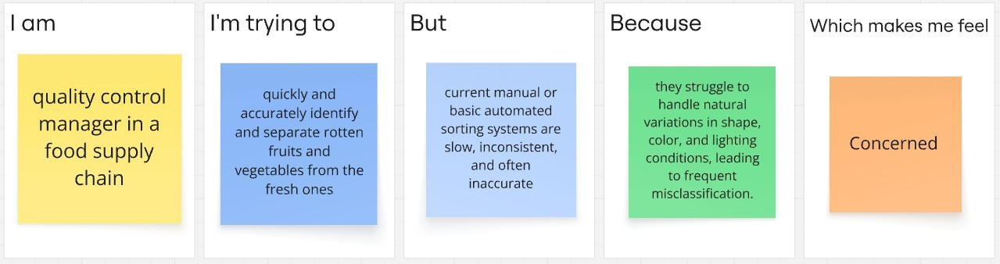 I am
quality control
manager in a
food supply
chain
I'm trying to
quickly and
accurately identify
and separate rotten
fruits and
vegetables from the
fresh ones
But
current manual or
basic automated
sorting systems are
slow, inconsistent,
and often
inaccurate
Because
they struggle to
handle natural
variations in shape,
color, and lighting
conditions, leading
to frequent
misclassification.
Which makes me feel
Concerned